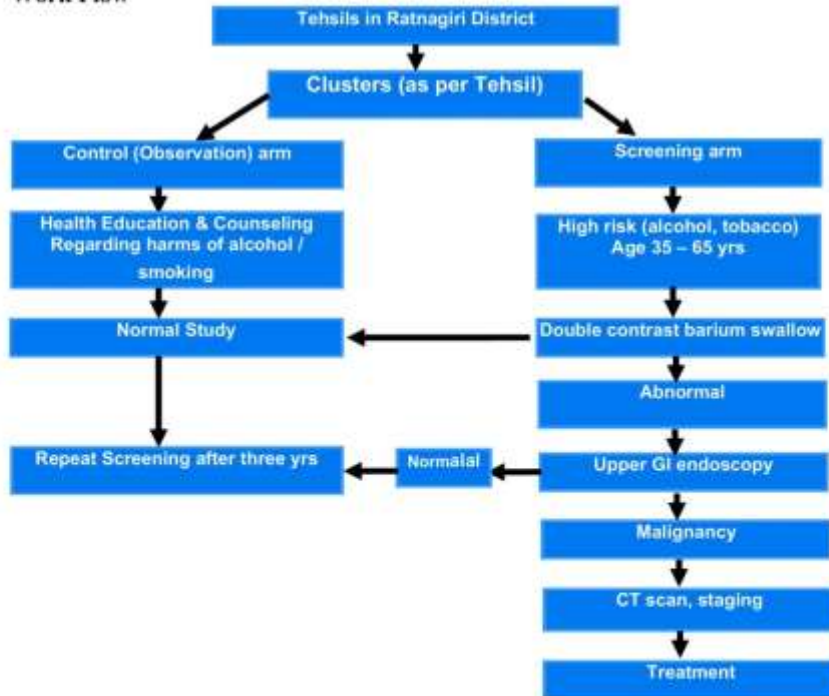 Tehsils in Ratnagiri District
Clusters (as per Tehsil)
Control (Observation) arm
Screening arm
Health Education & Counseling
Regarding harms of alcohol /
smoking
High risk (alcohol, tobacco)
Age 35 – 65 yrs
Normal Study
Double contrast barium swallow
Abnormal
Repeat Screening after three yrs
Normalal
Upper GI endoscopy
Malignancy
CT scan, staging
Treatment